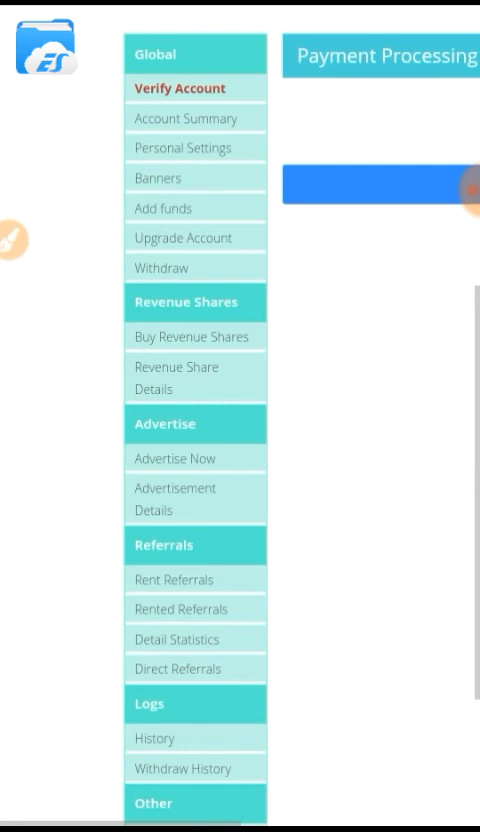 ES
Global
Payment Processing
Verify Account
Account Summary
Personal Settings
Banners
Add funds
Upgrade Account
Withdraw
Revenue Shares
Buy Revenue Shares
Revenue Share
Details
Advertise
Advertise Now
Advertisement
Details
Referrals
Rent Referrals
Rented Referrals
Detail Statistics
Direct Referrals
Logs
History
Withdraw History
Other